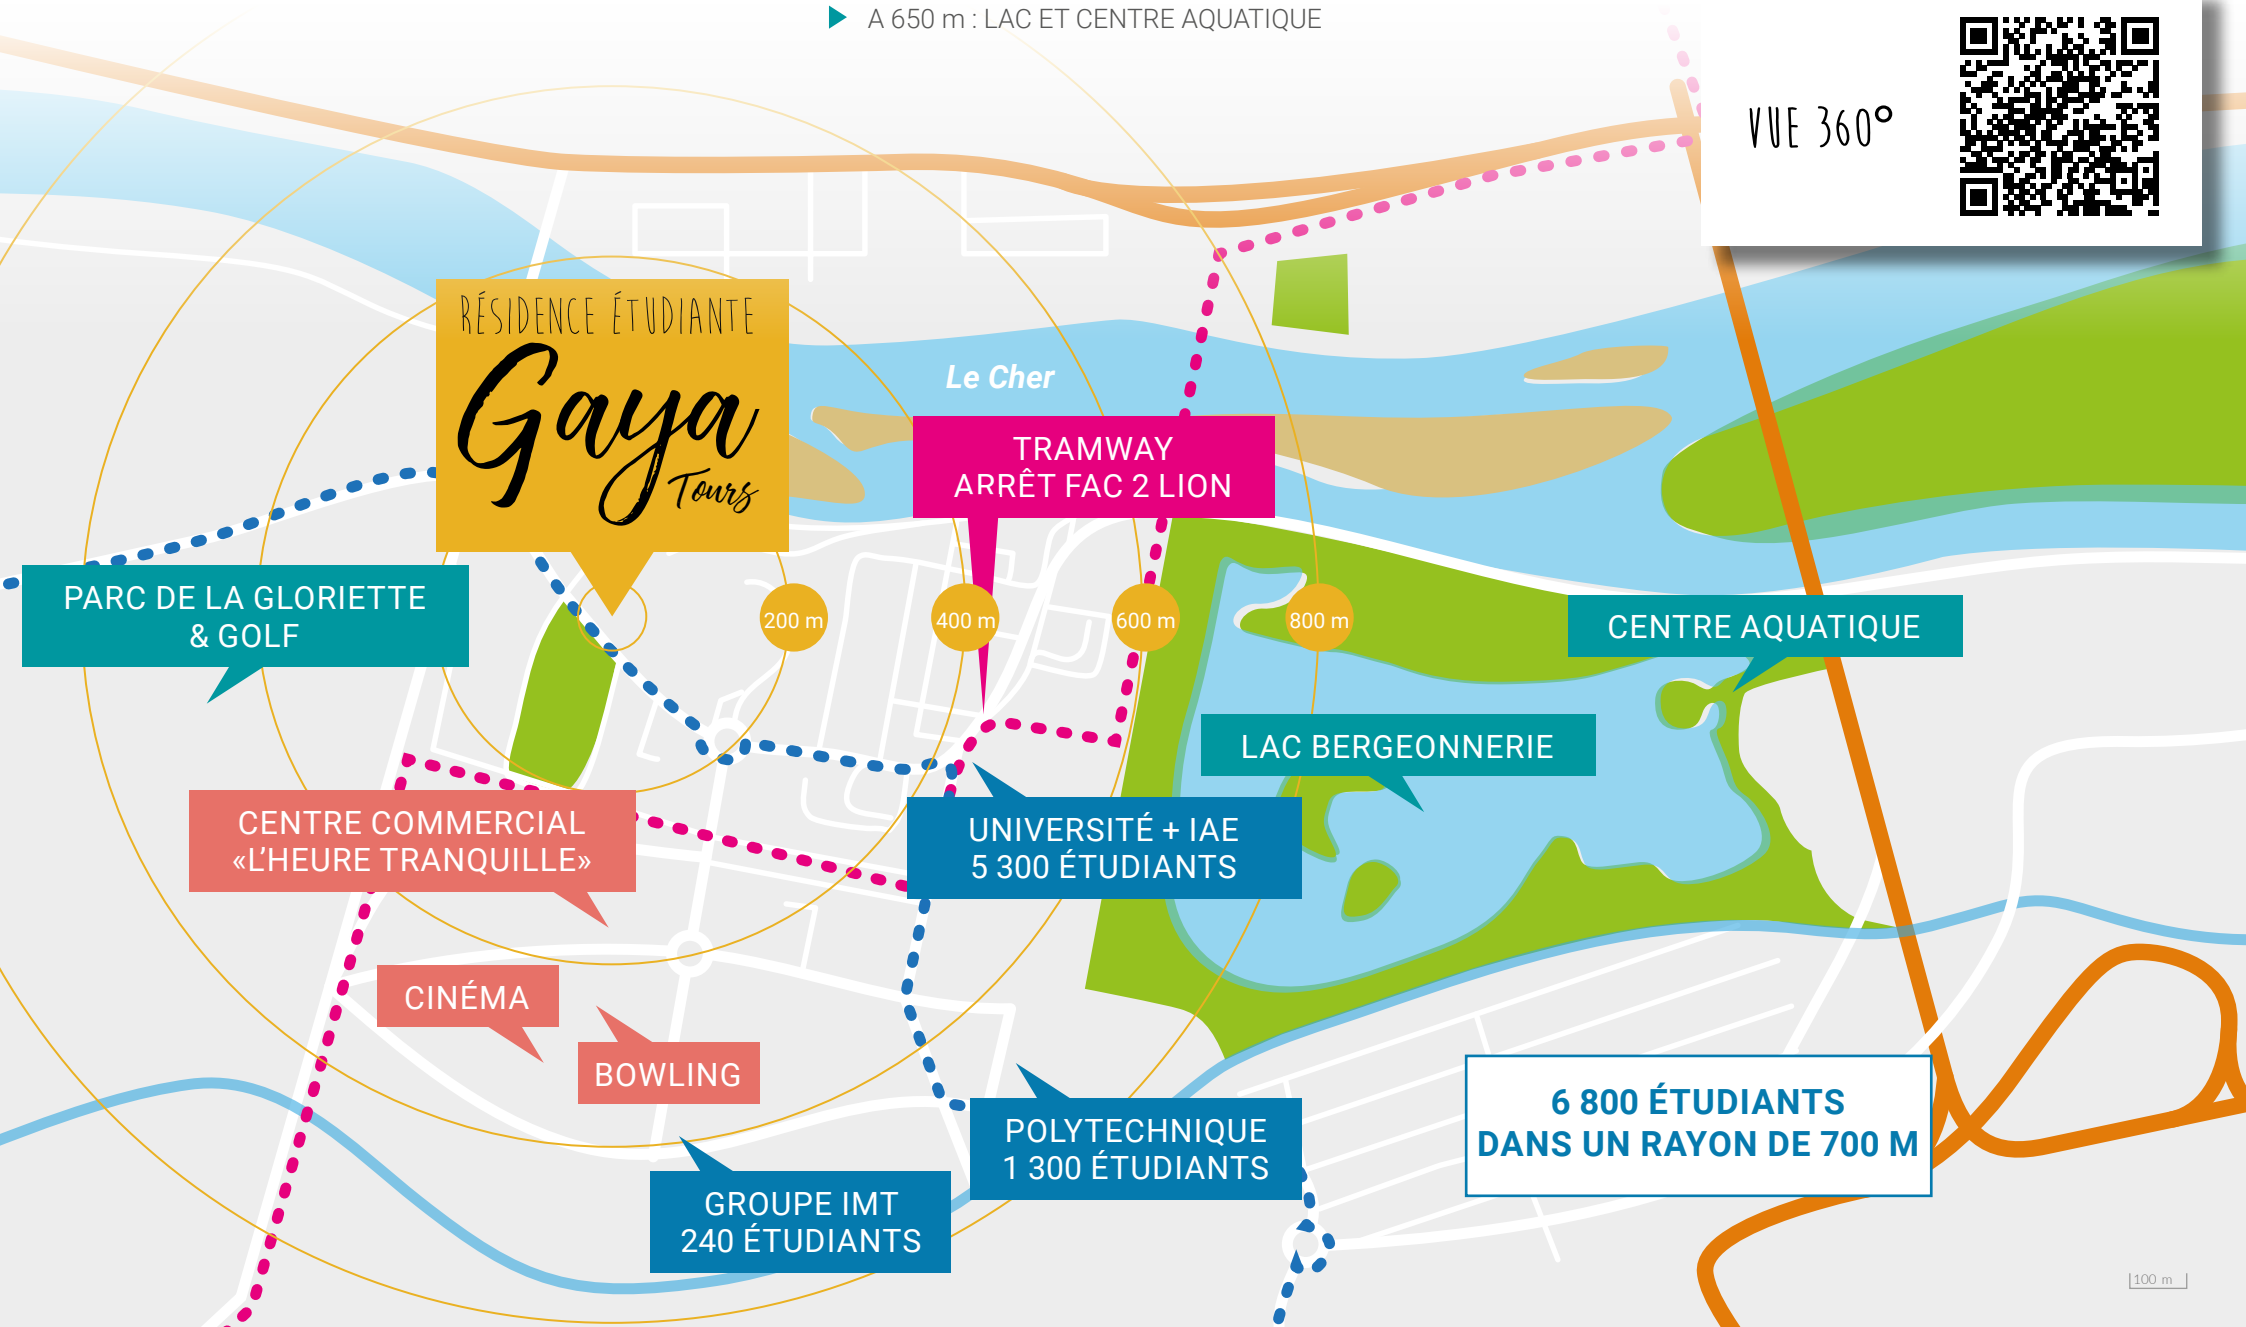 A 650 m : LAC ET CENTRE AQUATIQUE
VUE 360°
RÉSIDENCE ÉTUDIANTE
Gaya
Tours
Le Cher
TRAMWAY
ARRÊT FAC 2 LION
PARC DE LA GLORIETTE
& GOLF
200 m
400 m
600 m
800 m
CENTRE AQUATIQUE
LAC BERGEONNERIE
CENTRE COMMERCIAL
«L'HEURE TRANQUILLE»
UNIVERSITÉ + IAE
5 300 ÉTUDIANTS
CINÉMA
BOWLING
POLYTECHNIQUE
1 300 ÉTUDIANTS
6 800 ÉTUDIANTS
DANS UN RAYON DE 700 M
GROUPE IMT
240 ÉTUDIANTS
100 m